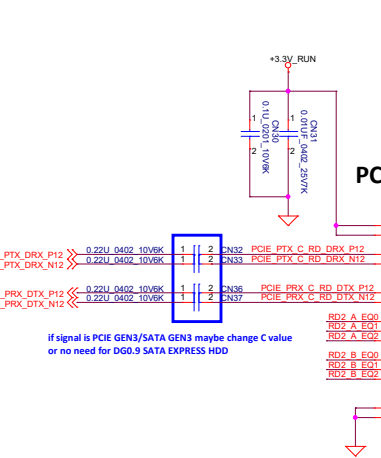 +3.3V_RUN
1
1
0.1U_0201_10V6K
CN30
0.01UF_0402_25V7K
CN31
2
2
PC
_PTX_DRX_P12
0.22U_0402_10V6K
1
2
CN32
PCIE_PTX_C_RD_DRX_P12
_PTX_DRX_N12
0.22U_0402_10V6K
1
2
CN33
PCIE_PTX_C_RD_DRX_N12
_PRX_DTX_P12
0.22U_0402_10V6K
1
2
CN36
PCIE_PRX_C_RD_DTX_P12
_PRX_DTX_N12
0.22U_0402_10V6K
1
2
CN37
PCIE_PRX_C_RD_DTX_N12
RD2_A_EQ0
RD2_A_EQ1
RD2_A_EQ2
if signal is PCIE GEN3/SATA GEN3 maybe change C value
or no need for DG0.9 SATA EXPRESS HDD
RD2_B_EQ0
RD2_B_EQ1
RD2_B_EQ2